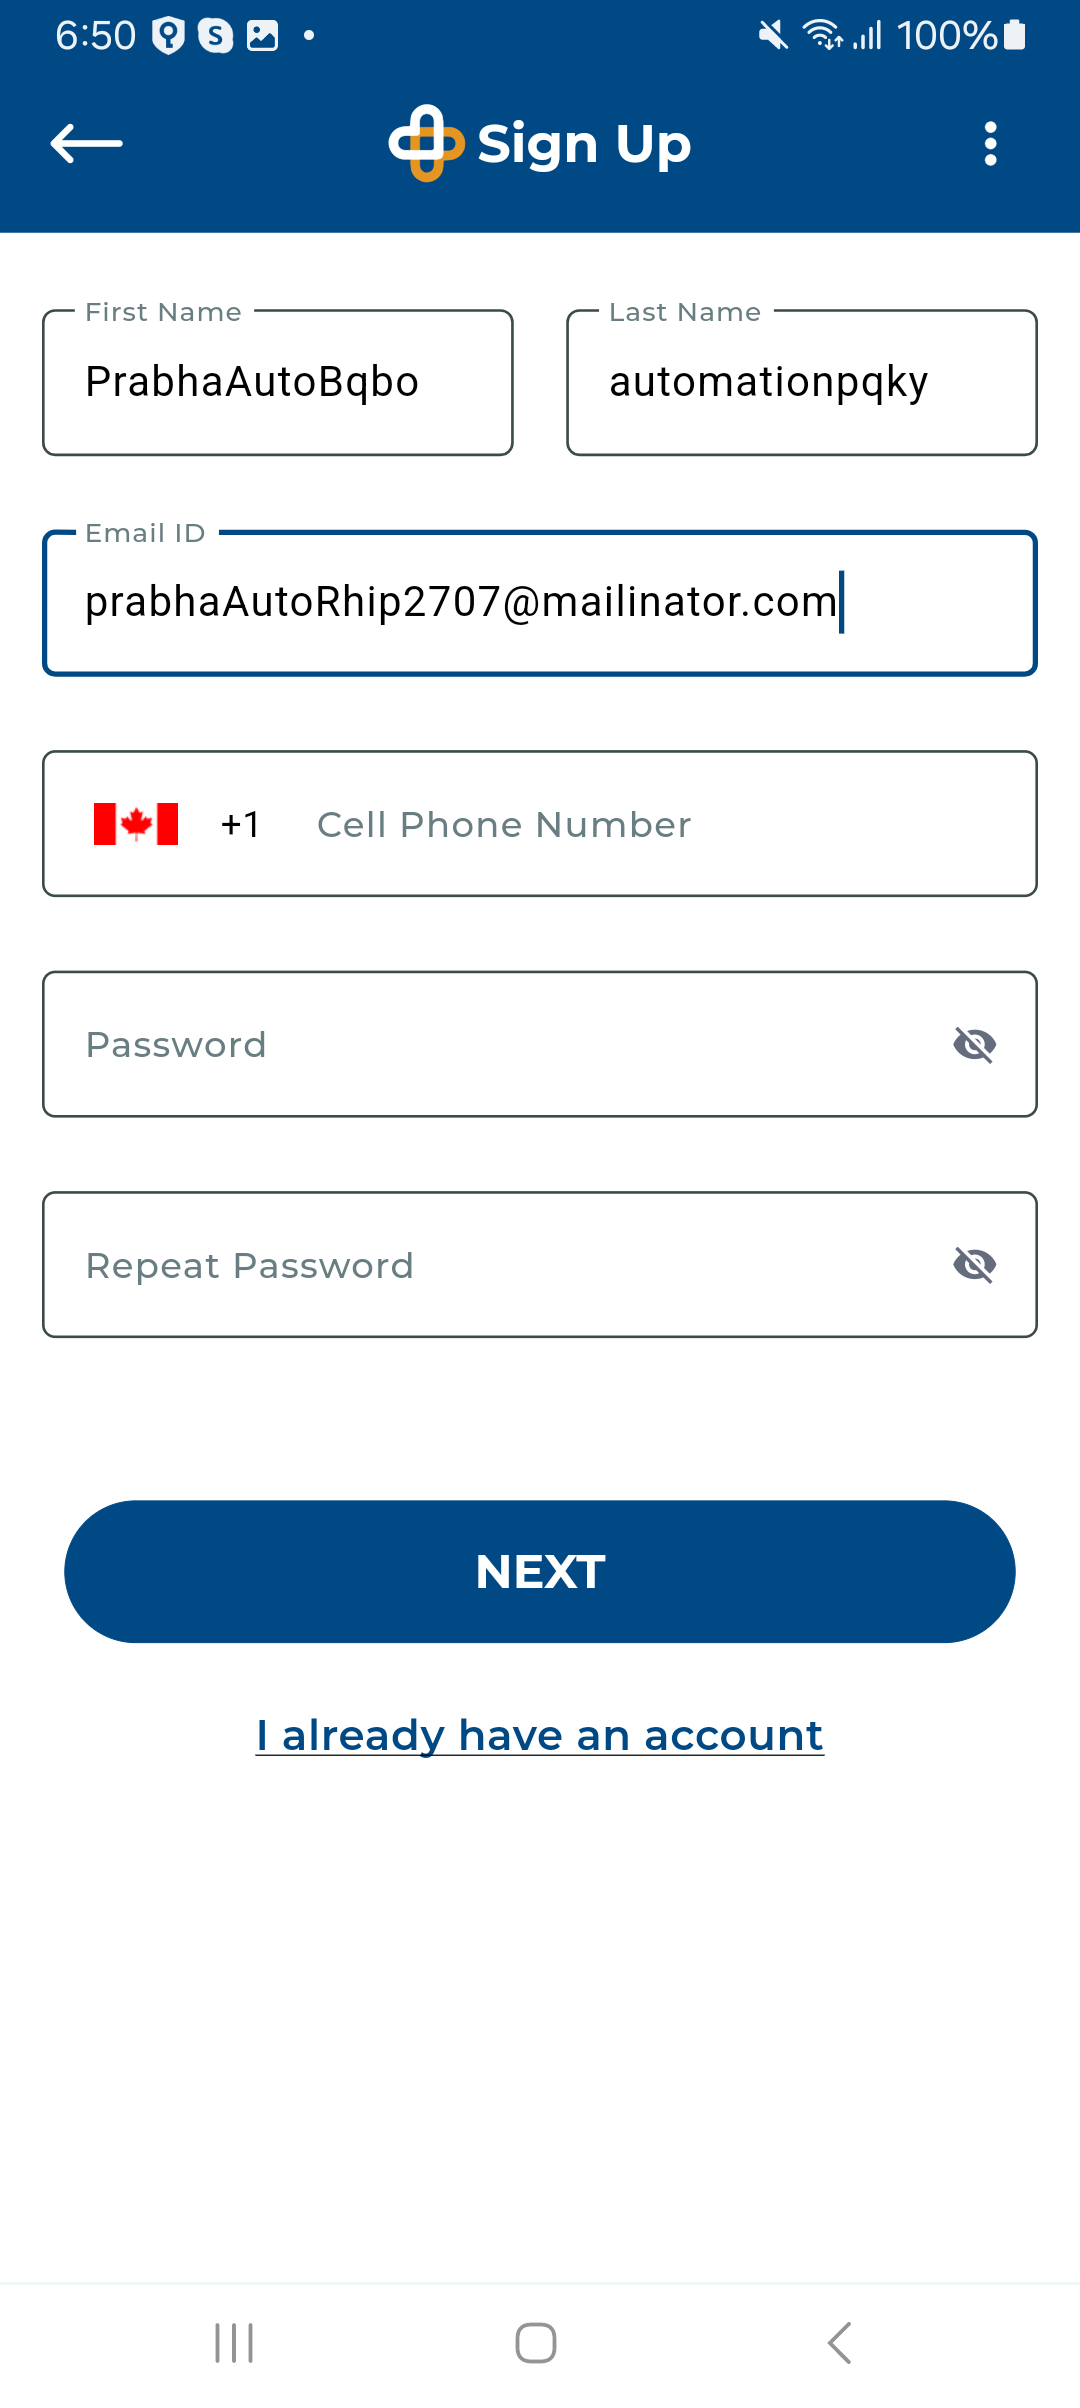 6:50 100%
Sign Up
First Name Last Name
PrabhaAutoBqbo automationpqky
Email ID
prabhaAutoRhip2707@mailinator.com
+1 Cell Phone Number
Password
Repeat Password
NEXT
I already have an account